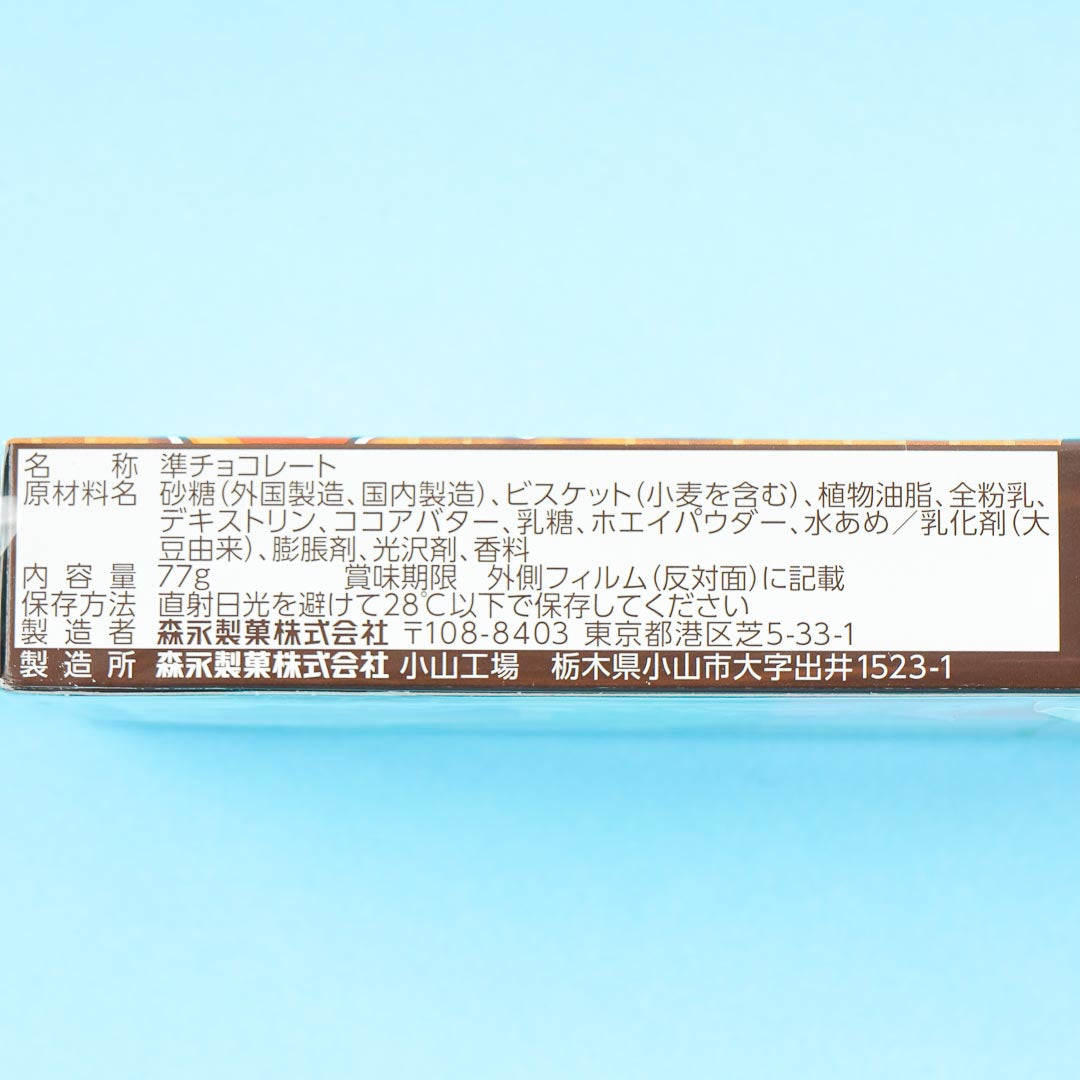 名称 準チョコレート
原材料名 砂糖(外国製造、国内製造)、ビスケット(小麦を含む)、植物油脂、全粉乳、
デキストリン、ココアバター、乳糖、ホエイパウダー、水あめ／乳化剤(大
豆由来)、膨脹剤、光沢剤、香料
内容量 77g 賞味期限 外側フィルム(反対面)に記載
保存方法 直射日光を避けて28℃以下で保存してください
製造者 森永製菓株式会社 〒108-8403 東京都港区芝5-33-1
製造所 森永製菓株式会社 小山工場 栃木県小山市大字出井1523-1